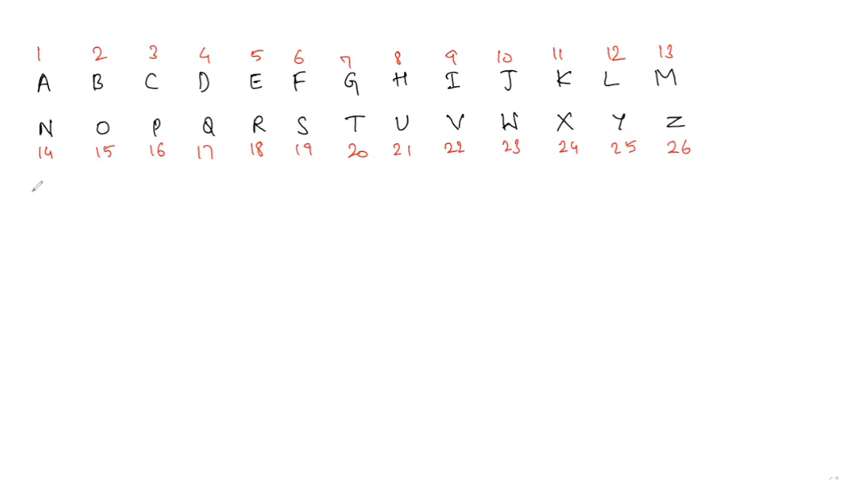 1 2 3 4 5 6 7 8 9 10 11 12 13
A B C D E F G H I J K L M
N O P Q R S T U V W X Y Z
14 15 16 17 18 19 20 21 22 23 24 25 26